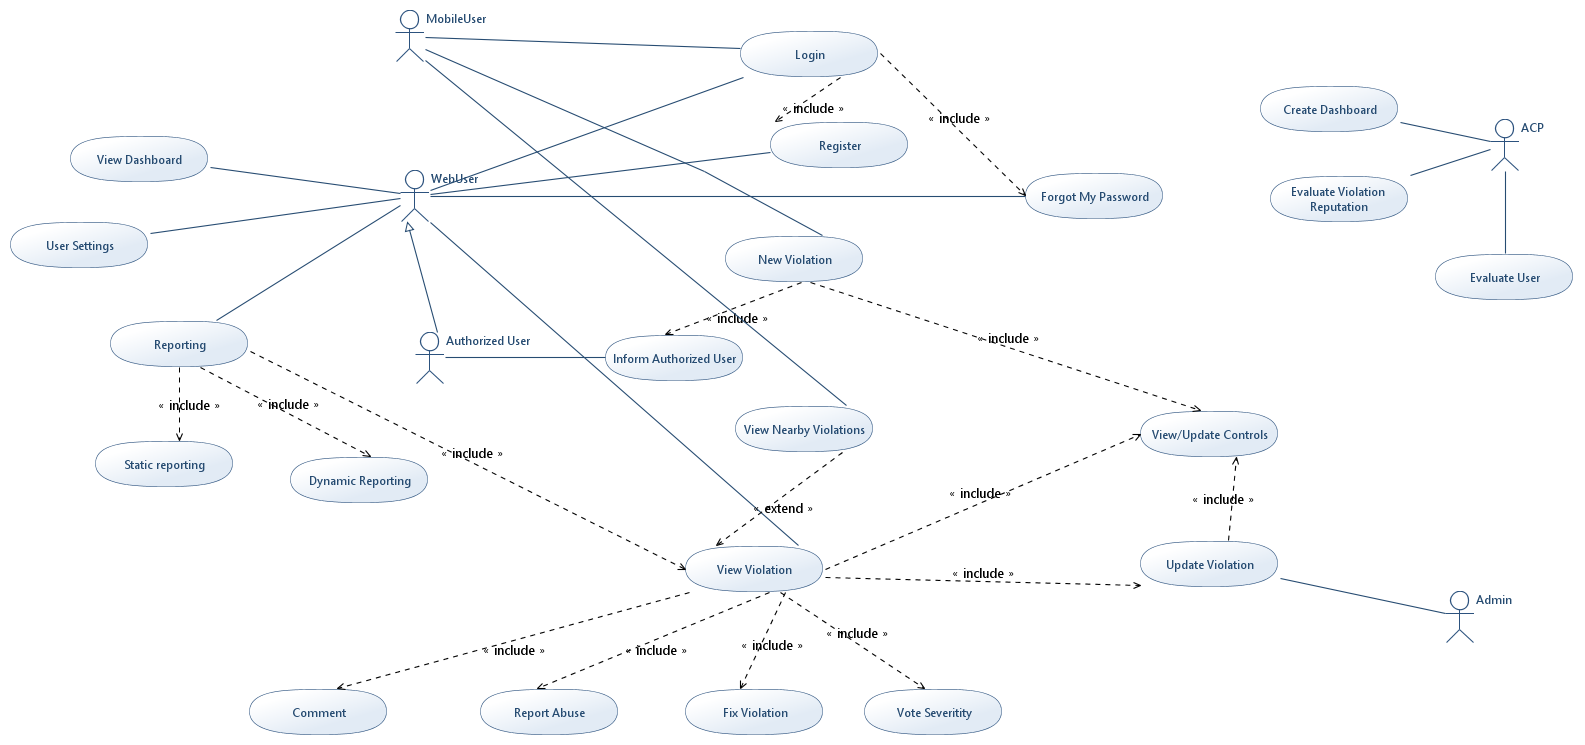 MobileUser
Login
« include »
« include »
Create Dashboard
ACP
Register
View Dashboard
WebUser
Forgot My Password
Evaluate Violation
Reputation
User Settings
New Violation
Evaluate User
« include »
« include »
Authorized User
Reporting
Inform Authorized User
« include »
« include »
View Nearby Violations
View/Update Controls
« include »
Static reporting
Dynamic Reporting
« include »
« include »
« extend »
View Violation
« include »
Update Violation
Admin
« include »
« include »
« include »
« include »
Comment
Report Abuse
Fix Violation
Vote Severitity